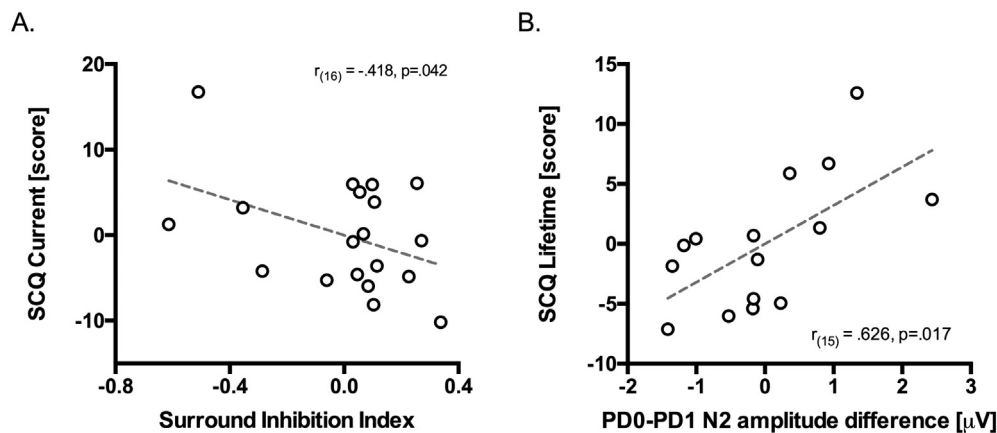 A.
r(16) = -.418, p=.042
SCQ Current [score]
20
10
0
-10
-0.8
-0.4
0.0
0.4
Surround Inhibition Index
B.
SCQ Lifetime [score]
15
10
5
0
-5
-10
r(15) = .626, p=.017
-2
-1
0
1
2
3
PD0-PD1 N2 amplitude difference [μV]